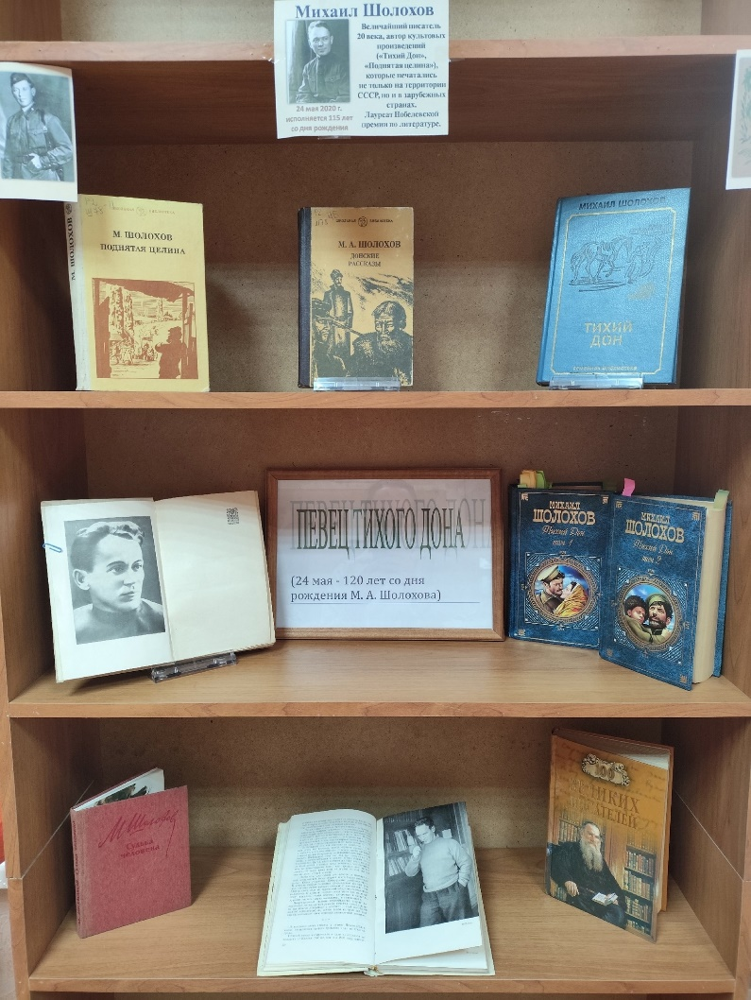 Михаил Шолохов
Величайший писатель
20 века, автор культовых
произведений
(«Тихий Дон»,
«Поднятая целина»),
которые печатались
не только на территории
СССР, но и в зарубежных
странах.
Лауреат Нобелевской
премии по литературе.
24 мая 2020 г.
исполняется 115 лет
со дня рождения
М. ШОЛОХОВ
БИБЛИОТЕКА
М. ШОЛОХОВ
ПОДНЯТАЯ ЦЕЛИНА
ШКОЛЬНАЯ БИБЛИОТЕКА
М. А. ШОЛОХОВ
ДОНСКИЕ
РАССКАЗЫ
МИХАИЛ ШОЛОХОВ
ТИХИЙ
ДОН
ПЕВЕЦ ТИХОГО ДОНА
(24 мая - 120 лет со дня
рождения М. А. Шолохова)
МИХАИЛ
ШОЛОХОВ
Тихий Дон
том 1
МИХАИЛ
ШОЛОХОВ
Тихий Дон
том 2
М. Шолохов
Судьба
человека
100
ВЕЛИКИХ
ПИСАТЕЛЕЙ